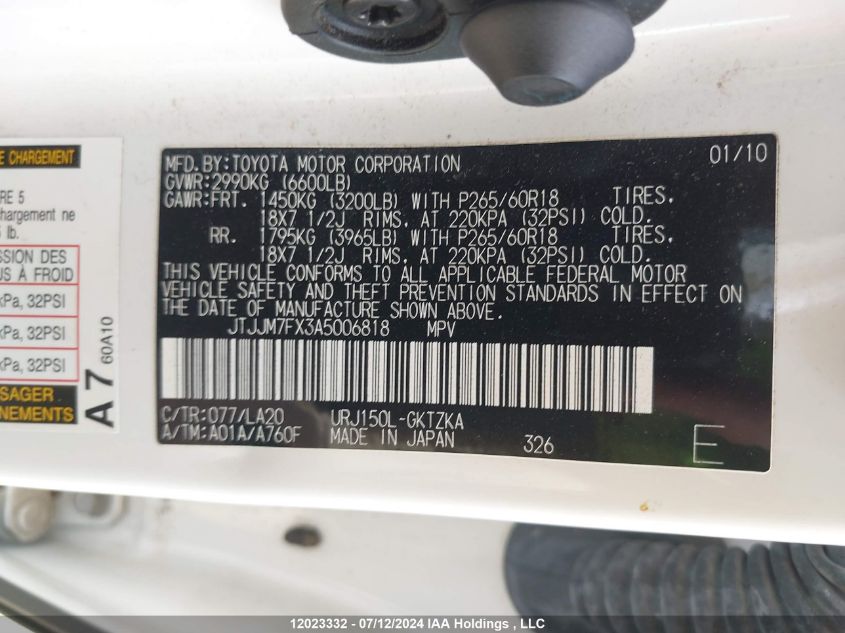 E CHARGEMENT
RE 5
chargement ne
lb.
SSION DES
US À FROID
kPa, 32PSI
kPa, 32PSI
kPa, 32PSI
SAGER
NEMENTS
A7 60A10
MFD.BY:TOYOTA MOTOR CORPORATION 01/10
GVWR:2990KG (6600LB)
GAWR:FRT. 1450KG (3200LB) WITH P265/60R18 TIRES.
18X7 1/2J RIMS. AT 220KPA (32PSI) COLD.
RR. 1795KG (3965LB) WITH P265/60R18 TIRES.
18X7 1/2J RIMS. AT 220KPA (32PSI) COLD.
THIS VEHICLE CONFORMS TO ALL APPLICABLE FEDERAL MOTOR
VEHICLE SAFETY AND THEFT PREVENTION STANDARDS IN EFFECT ON
THE DATE OF MANUFACTURE SHOWN ABOVE.
JTJJM7FX3A5006818 MPV
C/TR:077/LA20 URJ150L-GKTZKA
A/TM:A01A/A760F MADE IN JAPAN 326 E
12023332 - 07/12/2024 IAA Holdings , LLC